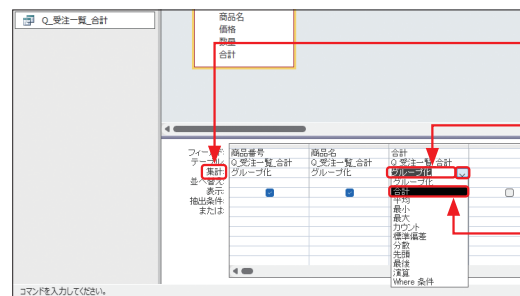 Q_受注一覧_合計
商品名
価格
数量
合計
フィールド: 商品番号 商品名 合計
テーブル: Q_受注一覧_合計 Q_受注一覧_合計 Q_受注一覧_合計
集計: グループ化 グループ化 グループ化
並べ替え: グループ化
表示: 合計
抽出条件: 平均
または: 最小
最大
カウント
標準偏差
分散
先頭
最後
演算
Where 条件
コマンドを入力してください。